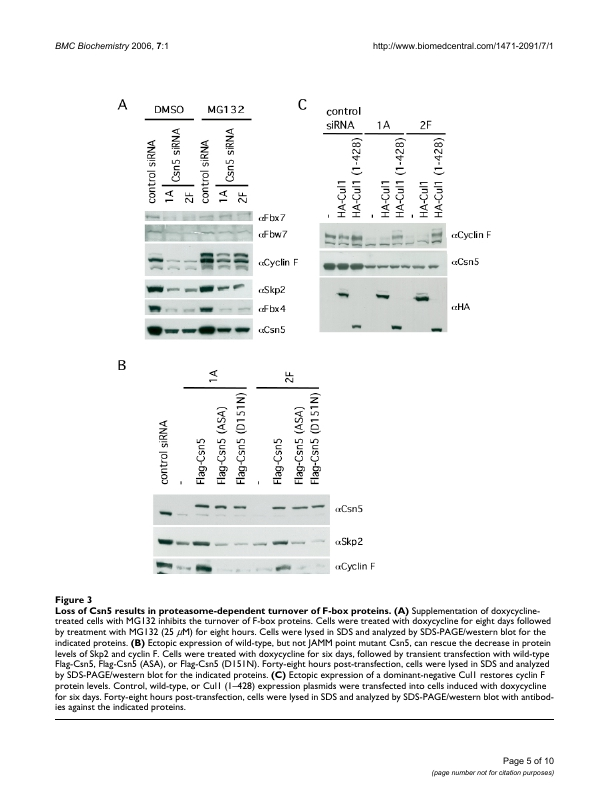 BMC Biochemistry 2006, 7:1
http://www.biomedcentral.com/1471-2091/7/1
A
DMSO
MG132
control siRNA
Csn5 siRNA
1A
2F
control siRNA
Csn5 siRNA
1A
2F
αFbx7
αFbw7
αCyclin F
αSkp2
αFbx4
αCsn5
C
control
siRNA
1A
2F
-
HA-Cul1
HA-Cul1 (1-428)
-
HA-Cul1
HA-Cul1 (1-428)
-
HA-Cul1
HA-Cul1 (1-428)
αCyclin F
αCsn5
αHA
B
1A
2F
control siRNA
-
Flag-Csn5
Flag-Csn5 (ASA)
Flag-Csn5 (D151N)
-
Flag-Csn5
Flag-Csn5 (ASA)
Flag-Csn5 (D151N)
αCsn5
αSkp2
αCyclin F
Figure 3
Loss of Csn5 results in proteasome-dependent turnover of F-box proteins. (A) Supplementation of doxycycline-
treated cells with MG132 inhibits the turnover of F-box proteins. Cells were treated with doxycycline for eight days followed
by treatment with MG132 (25 μM) for eight hours. Cells were lysed in SDS and analyzed by SDS-PAGE/western blot for the
indicated proteins. (B) Ectopic expression of wild-type, but not JAMM point mutant Csn5, can rescue the decrease in protein
levels of Skp2 and cyclin F. Cells were treated with doxycycline for six days, followed by transient transfection with wild-type
Flag-Csn5, Flag-Csn5 (ASA), or Flag-Csn5 (D151N). Forty-eight hours post-transfection, cells were lysed in SDS and analyzed
by SDS-PAGE/western blot for the indicated proteins. (C) Ectopic expression of a dominant-negative Cul1 restores cyclin F
protein levels. Control, wild-type, or Cul1 (1–428) expression plasmids were transfected into cells induced with doxycycline
for six days. Forty-eight hours post-transfection, cells were lysed in SDS and analyzed by SDS-PAGE/western blot with antibod-
ies against the indicated proteins.
Page 5 of 10
(page number not for citation purposes)